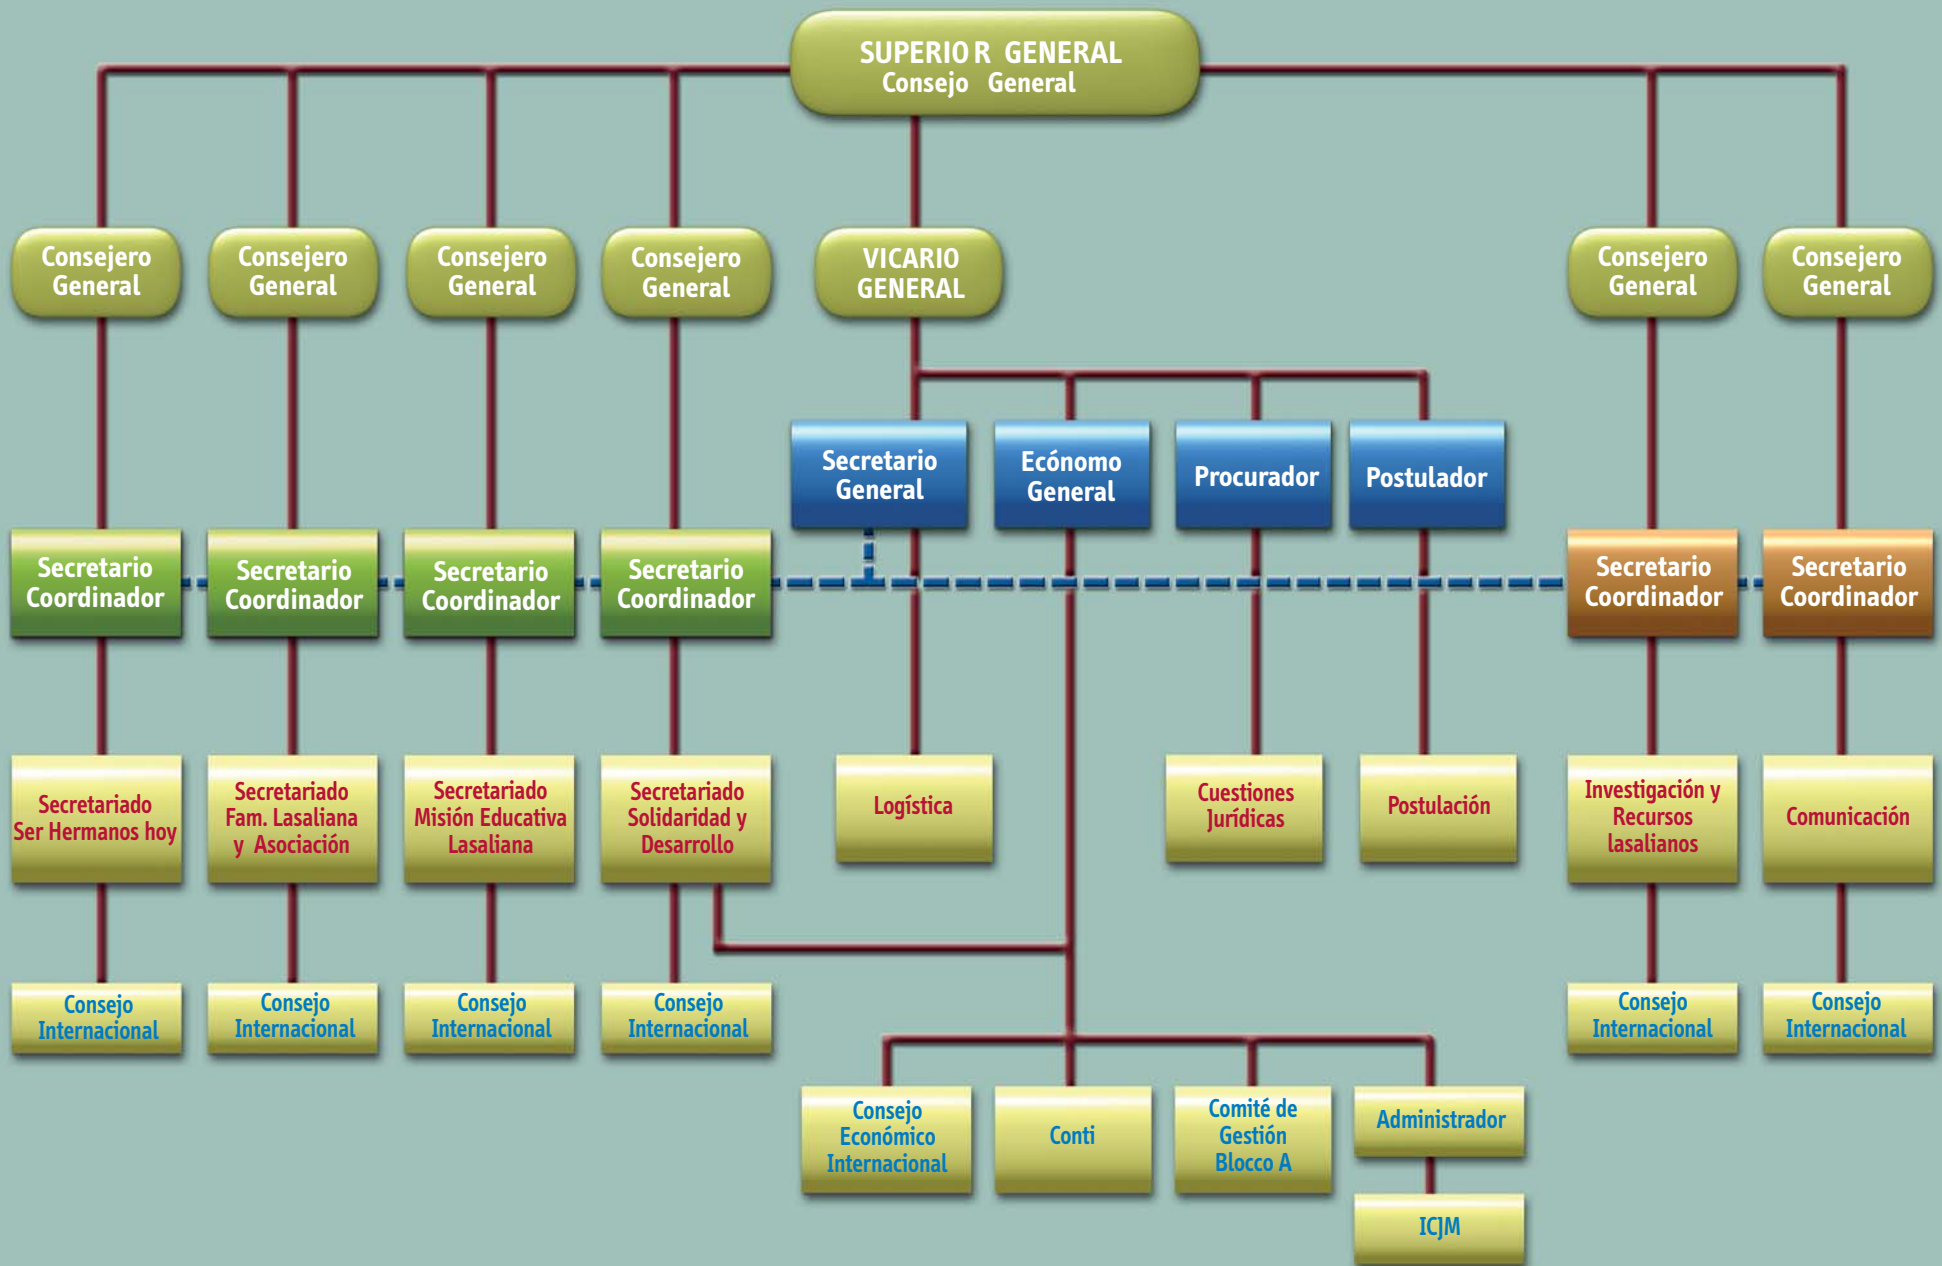 SUPERIOR GENERAL
Consejo General
Consejero
General
Consejero
General
Consejero
General
Consejero
General
VICARIO
GENERAL
Consejero
General
Consejero
General
Secretario
General
Ecónomo
General
Procurador
Postulador
Secretario
Coordinador
Secretario
Coordinador
Secretario
Coordinador
Secretario
Coordinador
Secretario
Coordinador
Secretario
Coordinador
Secretariado
Ser Hermanos hoy
Secretariado
Fam. Lasaliana
y Asociación
Secretariado
Misión Educativa
Lasaliana
Secretariado
Solidaridad y
Desarrollo
Logística
Cuestiones
Jurídicas
Postulación
Investigación y
Recursos
lasalianos
Comunicación
Consejo
Internacional
Consejo
Internacional
Consejo
Internacional
Consejo
Internacional
Consejo
Internacional
Consejo
Internacional
Consejo
Económico
Internacional
Conti
Comité de
Gestión
Blocco A
Administrador
ICJM